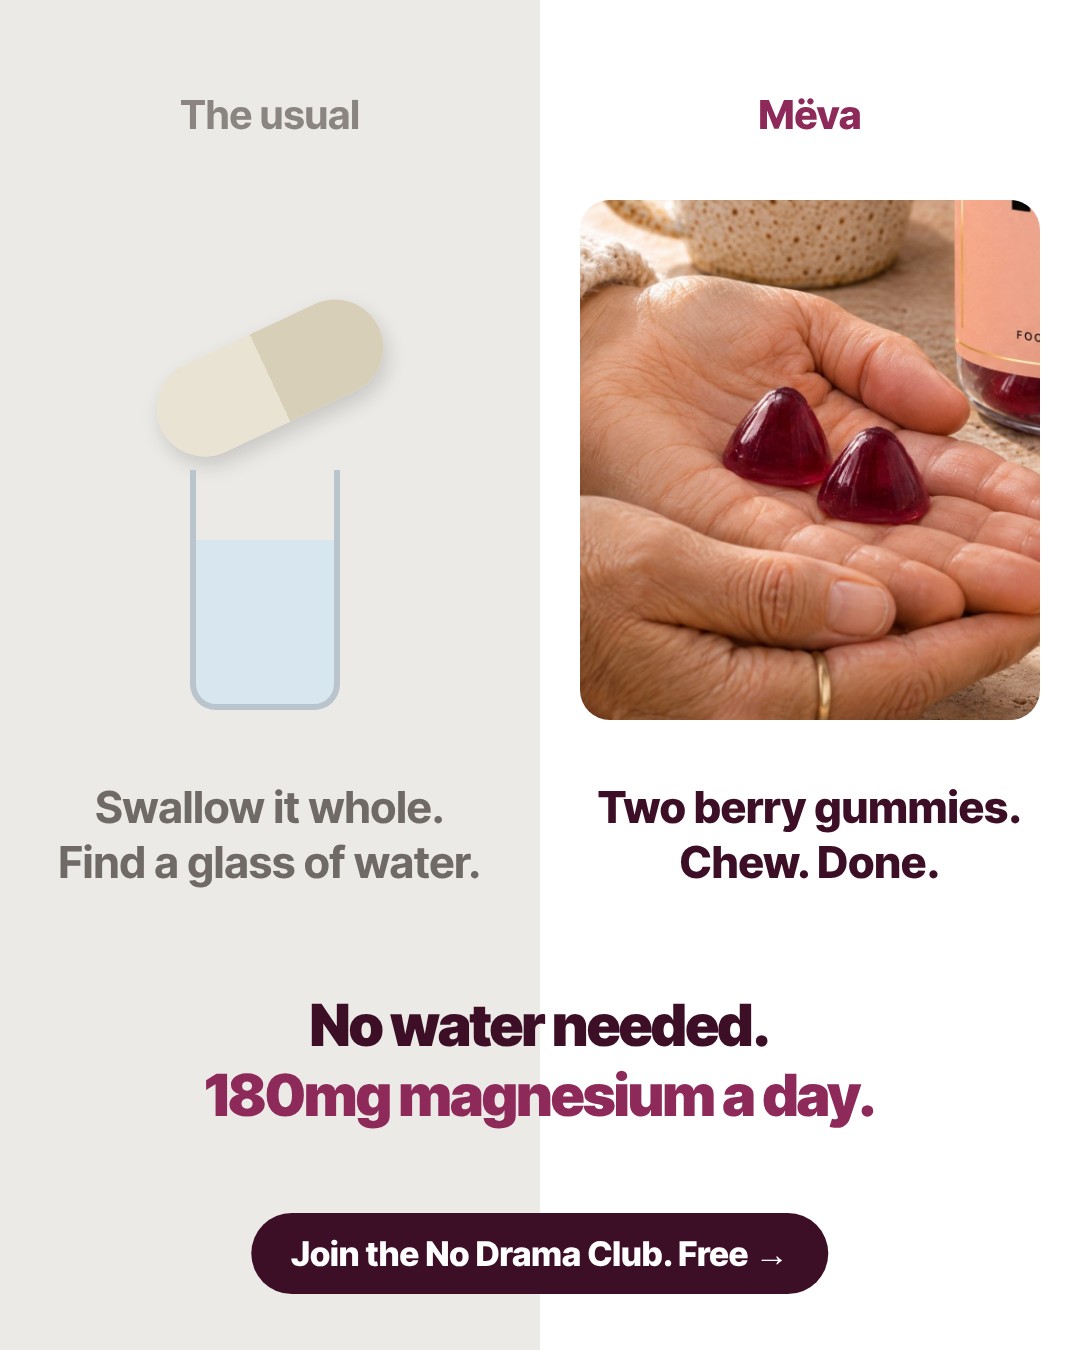 The usual
Mëva
FOO
Swallow it whole.
Find a glass of water.
Two berry gummies.
Chew. Done.
No water needed.
180mg magnesium a day.
Join the No Drama Club. Free →